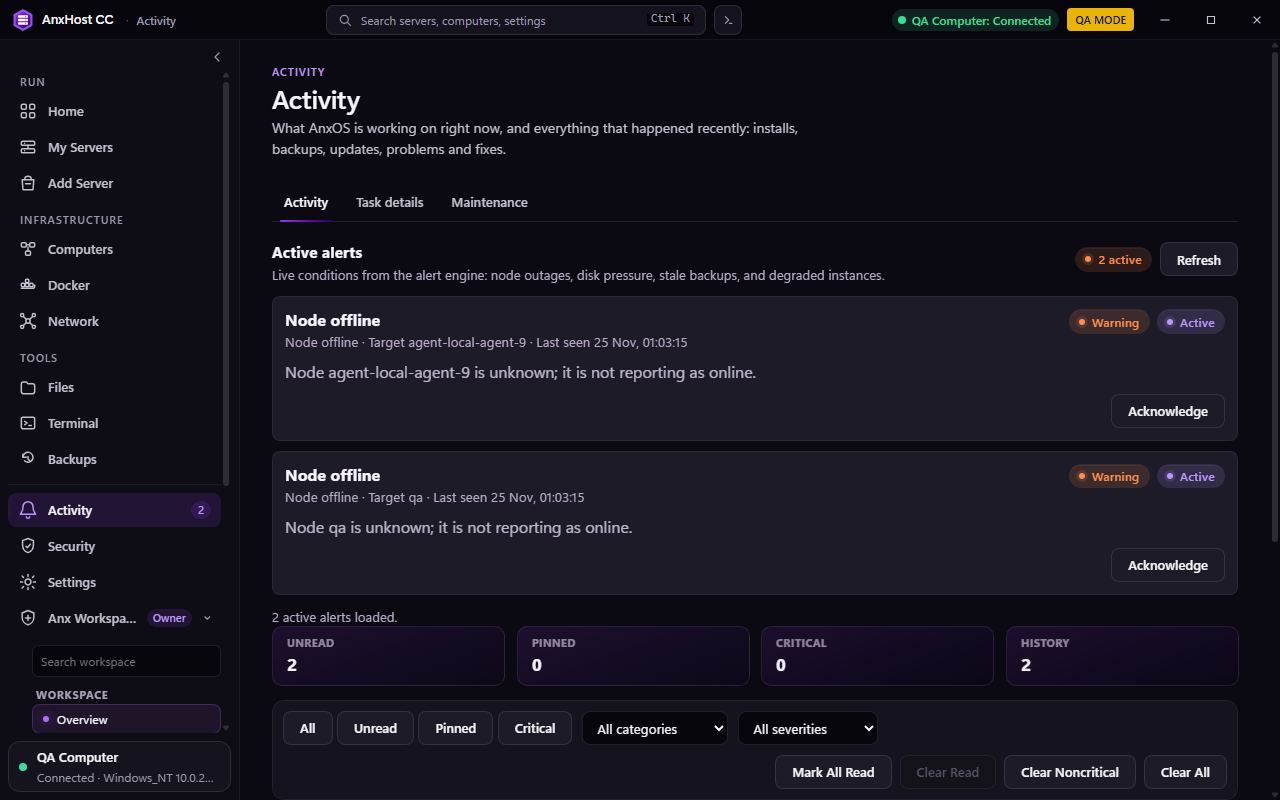 AnxHost CC · Activity
Search servers, computers, settings Ctrl K
QA Computer: Connected
QA MODE
RUN
Home
My Servers
Add Server
INFRASTRUCTURE
Computers
Docker
Network
TOOLS
Files
Terminal
Backups
Activity 2
Security
Settings
Anx Workspa... Owner
Search workspace
WORKSPACE
Overview
QA Computer
Connected · Windows_NT 10.0.2...
ACTIVITY
Activity
What AnxOS is working on right now, and everything that happened recently: installs,
backups, updates, problems and fixes.
Activity Task details Maintenance
Active alerts
Live conditions from the alert engine: node outages, disk pressure, stale backups, and degraded instances.
2 active
Refresh
Node offline
Warning Active
Node offline · Target agent-local-agent-9 · Last seen 25 Nov, 01:03:15
Node agent-local-agent-9 is unknown; it is not reporting as online.
Acknowledge
Node offline
Warning Active
Node offline · Target qa · Last seen 25 Nov, 01:03:15
Node qa is unknown; it is not reporting as online.
Acknowledge
2 active alerts loaded.
UNREAD
2
PINNED
0
CRITICAL
0
HISTORY
2
All Unread Pinned Critical All categories All severities
Mark All Read Clear Read Clear Noncritical Clear All